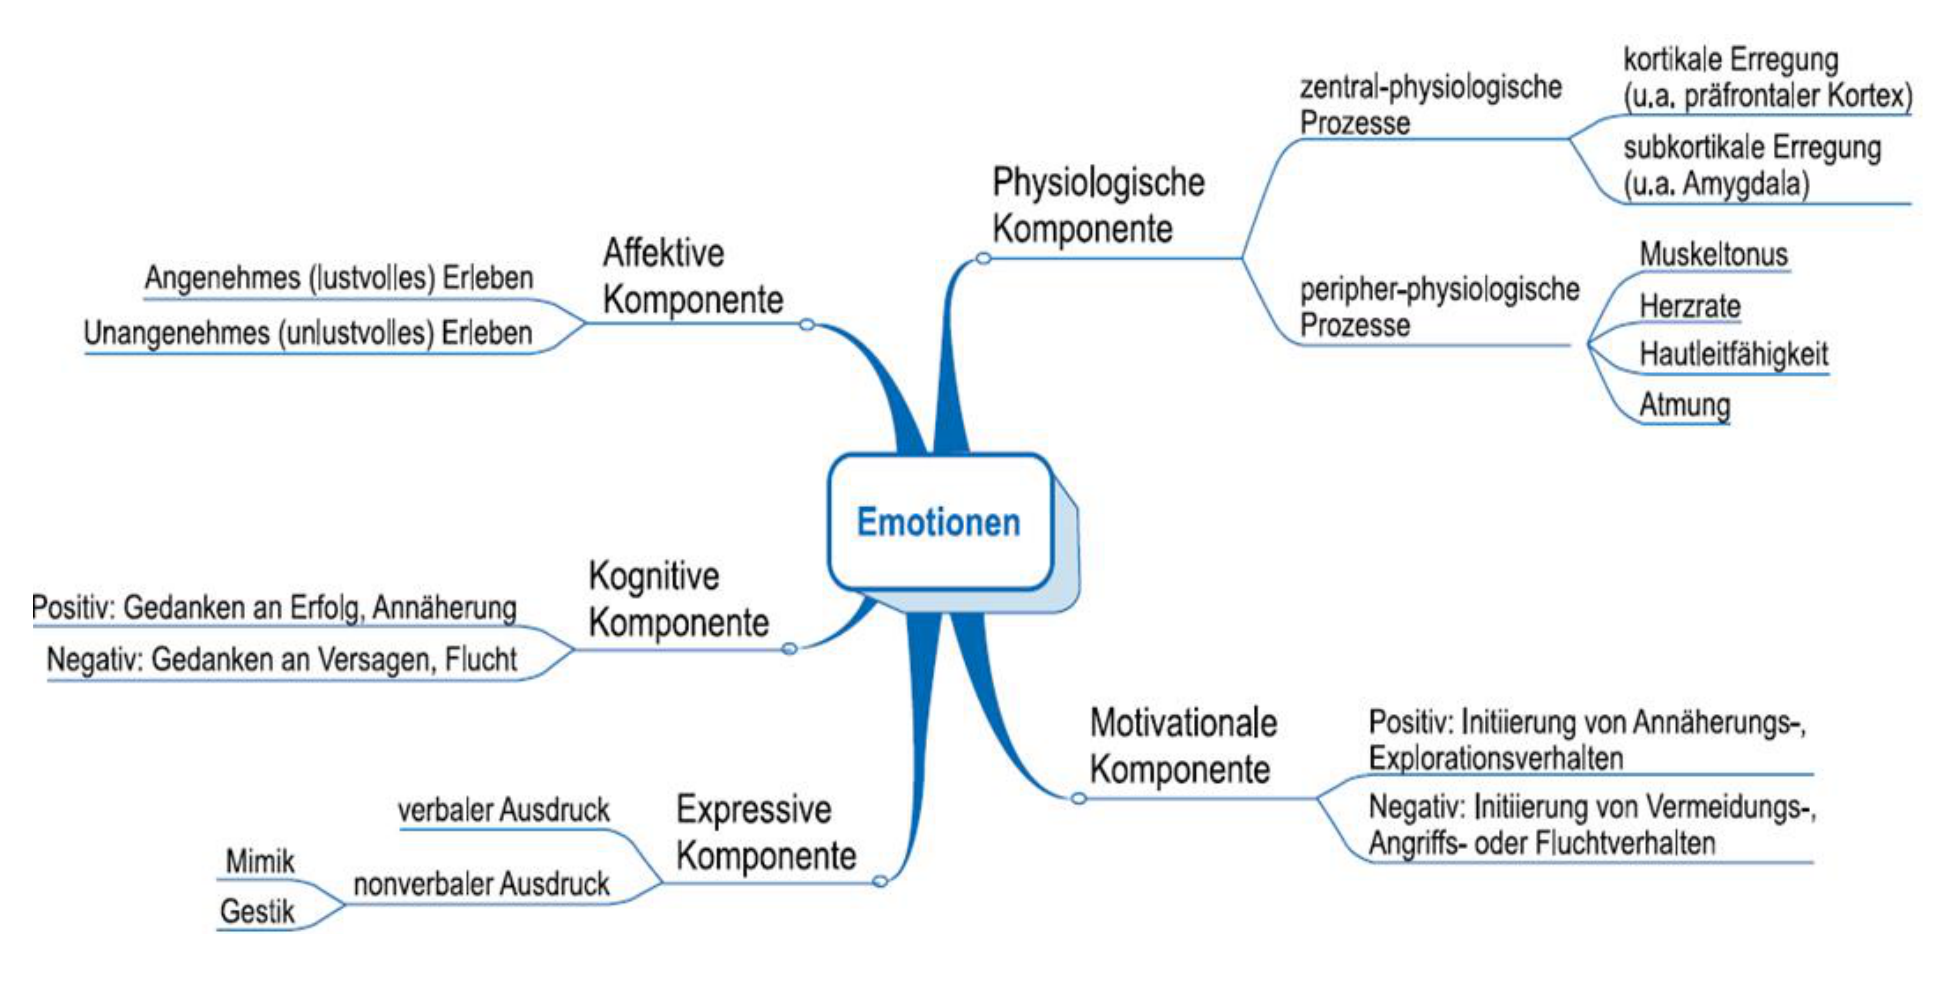 Emotionen
Physiologische
Komponente
zentral-physiologische
Prozesse
kortikale Erregung
(u.a. präfrontaler Kortex)
subkortikale Erregung
(u.a. Amygdala)
peripher-physiologische
Prozesse
Muskeltonus
Herzrate
Hautleitfähigkeit
Atmung
Affektive
Komponente
Angenehmes (lustvolles) Erleben
Unangenehmes (unlustvolles) Erleben
Kognitive
Komponente
Positiv: Gedanken an Erfolg, Annäherung
Negativ: Gedanken an Versagen, Flucht
Expressive
Komponente
verbaler Ausdruck
nonverbaler Ausdruck
Mimik
Gestik
Motivationale
Komponente
Positiv: Initiierung von Annäherungs-,
Explorationsverhalten
Negativ: Initiierung von Vermeidungs-,
Angriffs- oder Fluchtverhalten